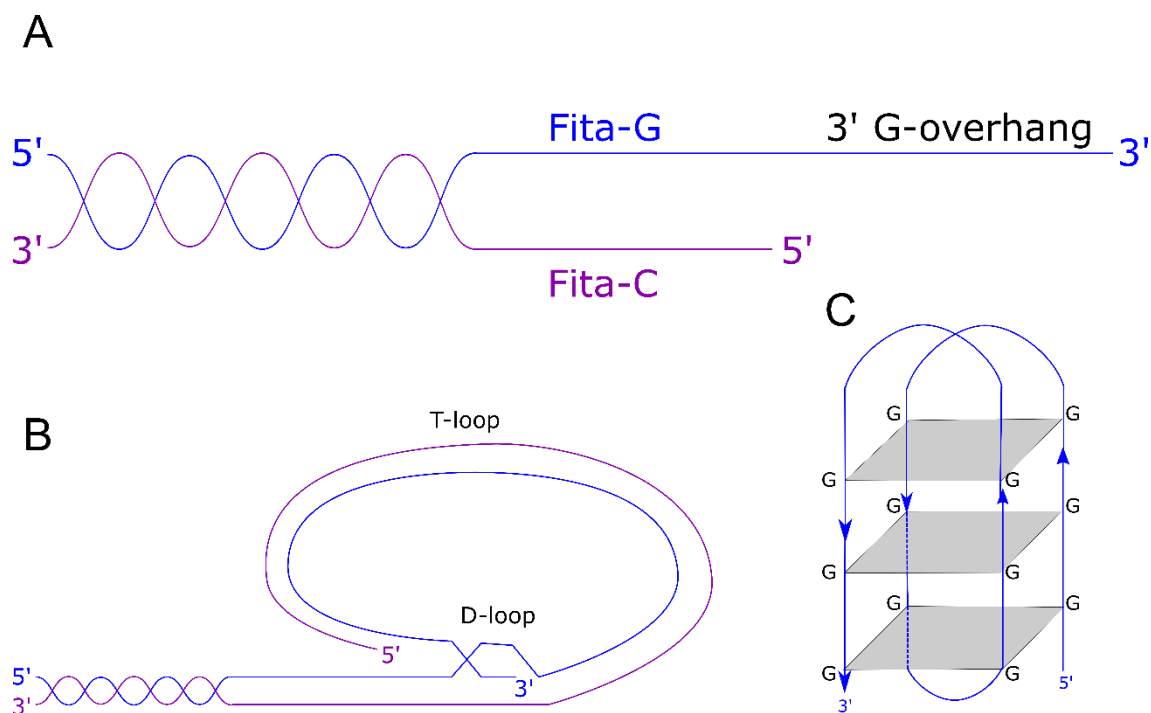 A
5' Fita-G 3' G-overhang 3'
3' 5'
Fita-C
B
T-loop
D-loop
5'
5' 3'
3'
C
G G
G G
G G
G G
G G
G G
3' 5'